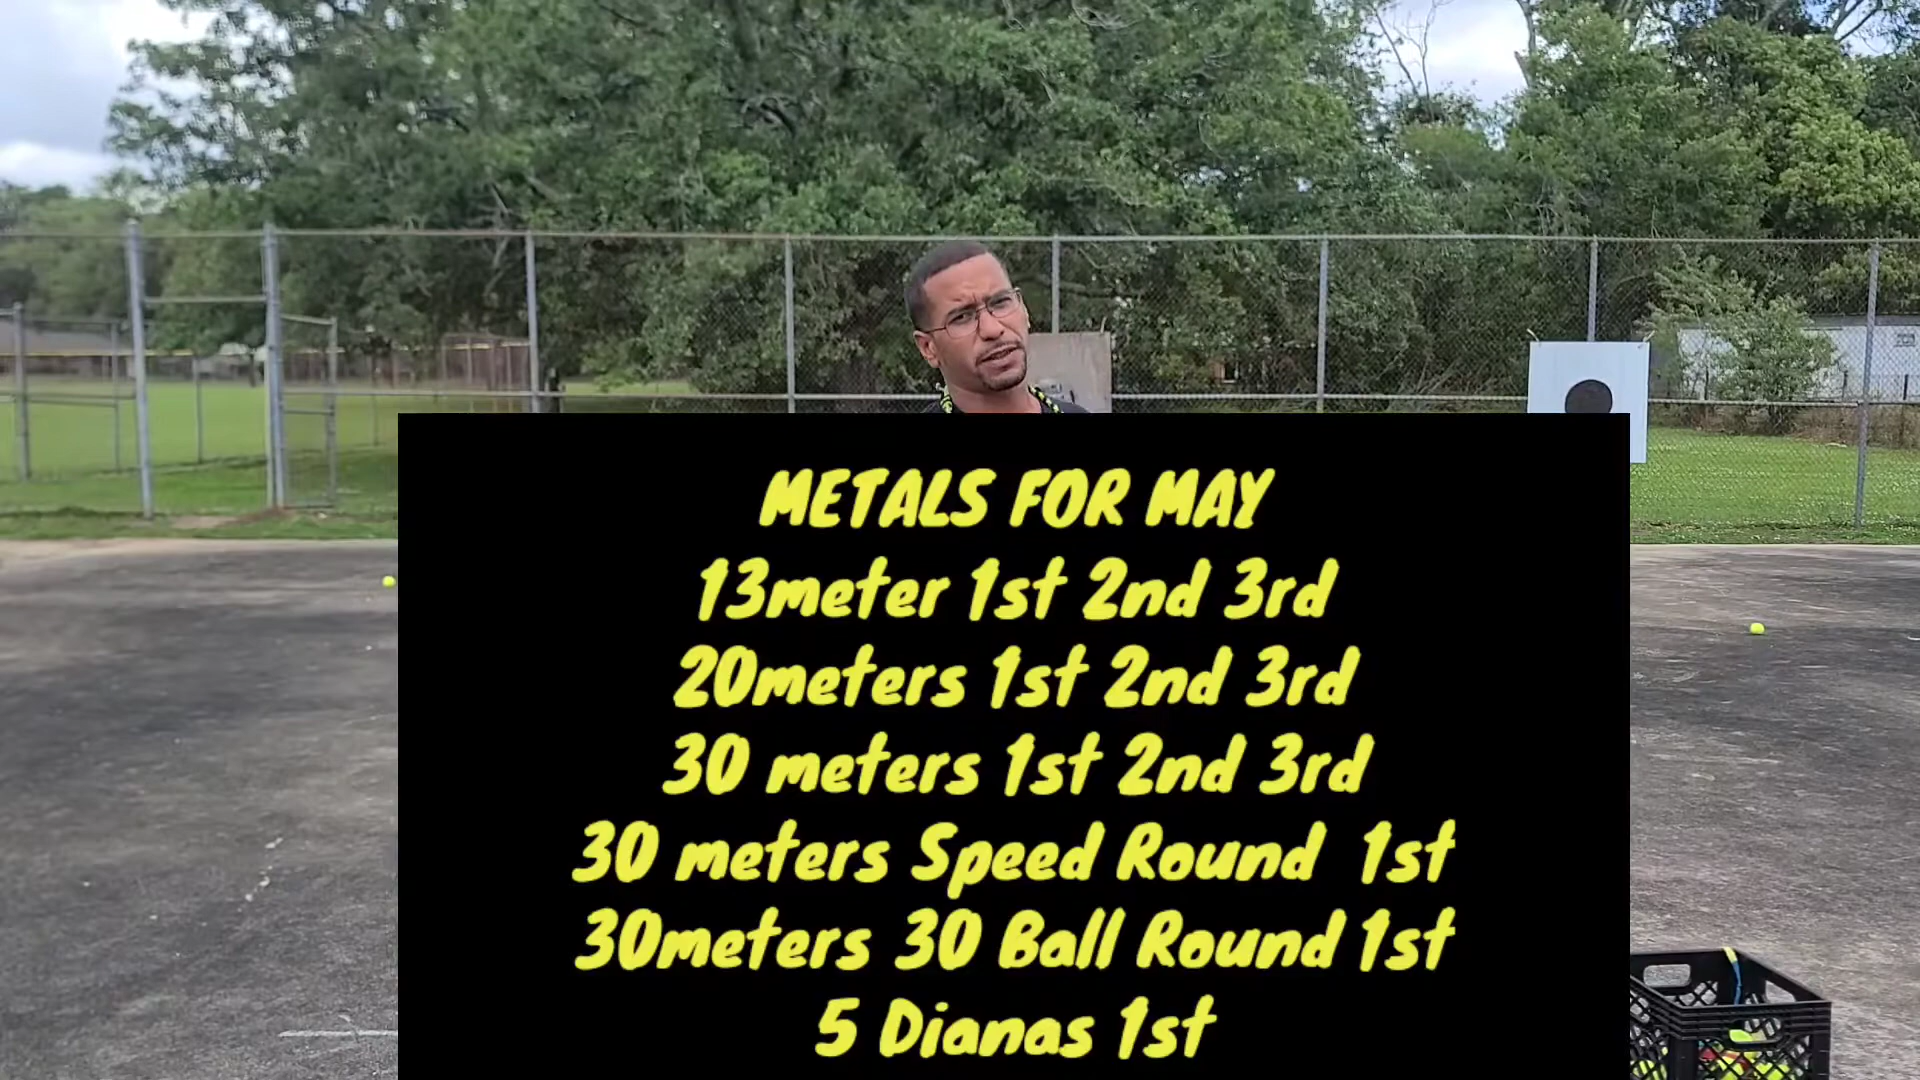 METALS FOR MAY
13meter 1st 2nd 3rd
20meters 1st 2nd 3rd
30 meters 1st 2nd 3rd
30 meters Speed Round 1st
30meters 30 Ball Round 1st
5 Dianas 1st